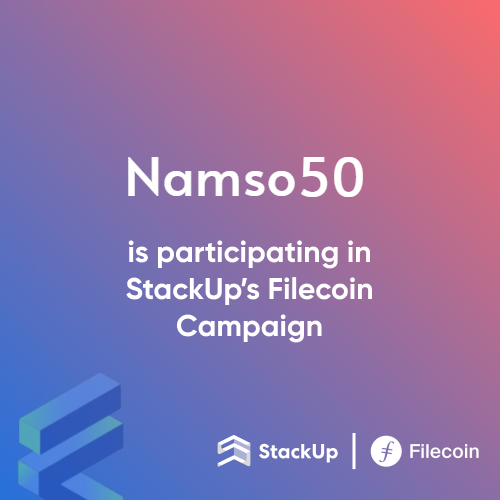 Namso50
is participating in
StackUp's Filecoin
Campaign
StackUp | Filecoin